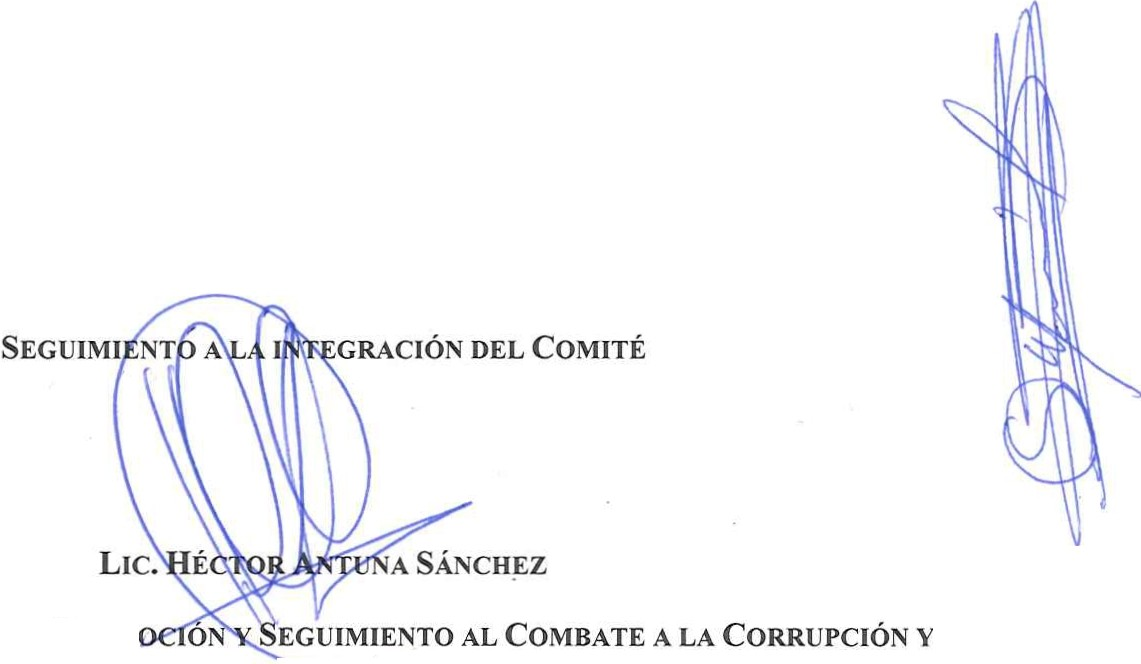 SEGUIMIENTO A LA INTEGRACIÓN DEL COMITÉ
LIC. HÉCTOR ANTUNA SÁNCHEZ
OCIÓN Y SEGUIMIENTO AL COMBATE A LA CORRUPCIÓN Y